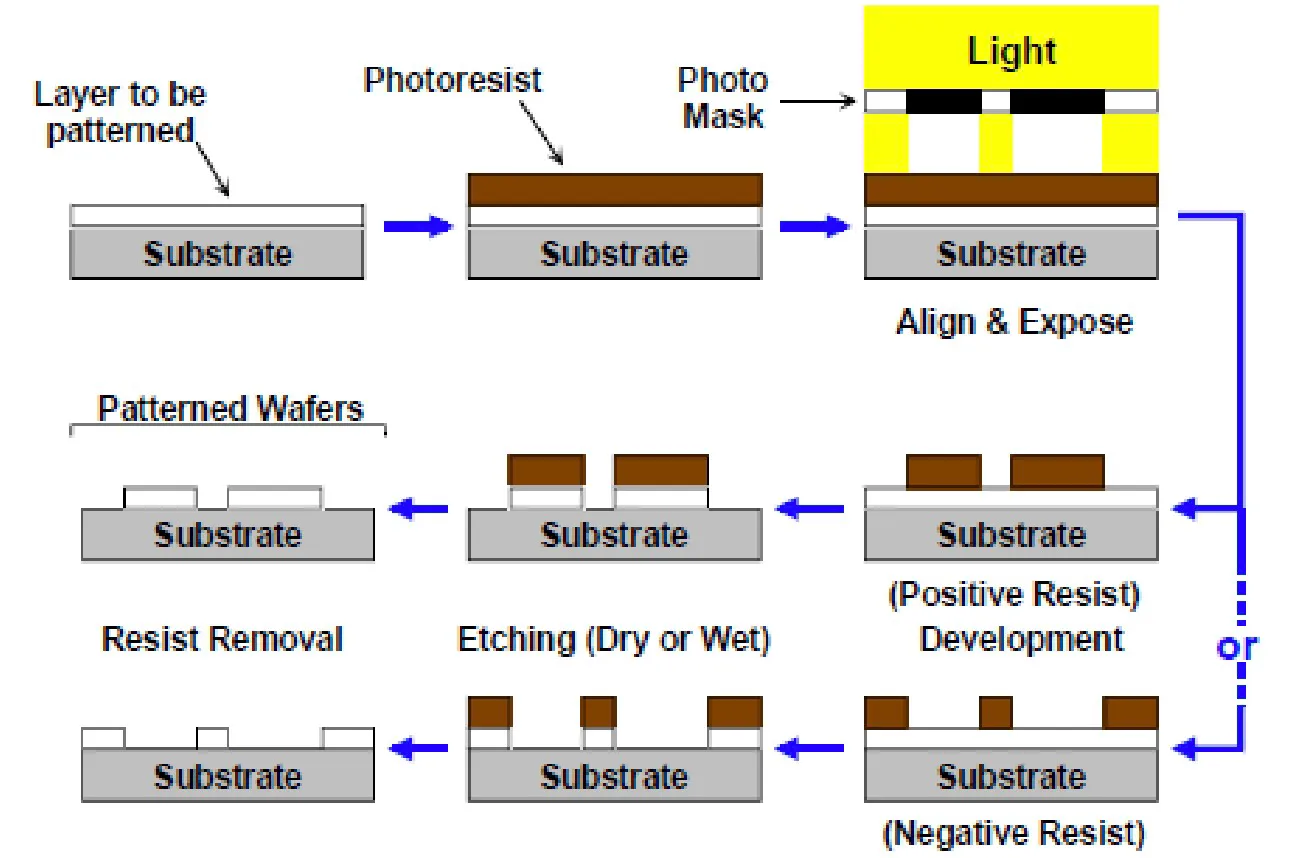 Layer to be
patterned
Photoresist
Photo
Mask
Light
Substrate
Substrate
Substrate
Align & Expose
Patterned Wafers
Substrate
Substrate
Substrate
(Positive Resist)
Resist Removal
Etching (Dry or Wet)
Development
or
Substrate
Substrate
Substrate
(Negative Resist)